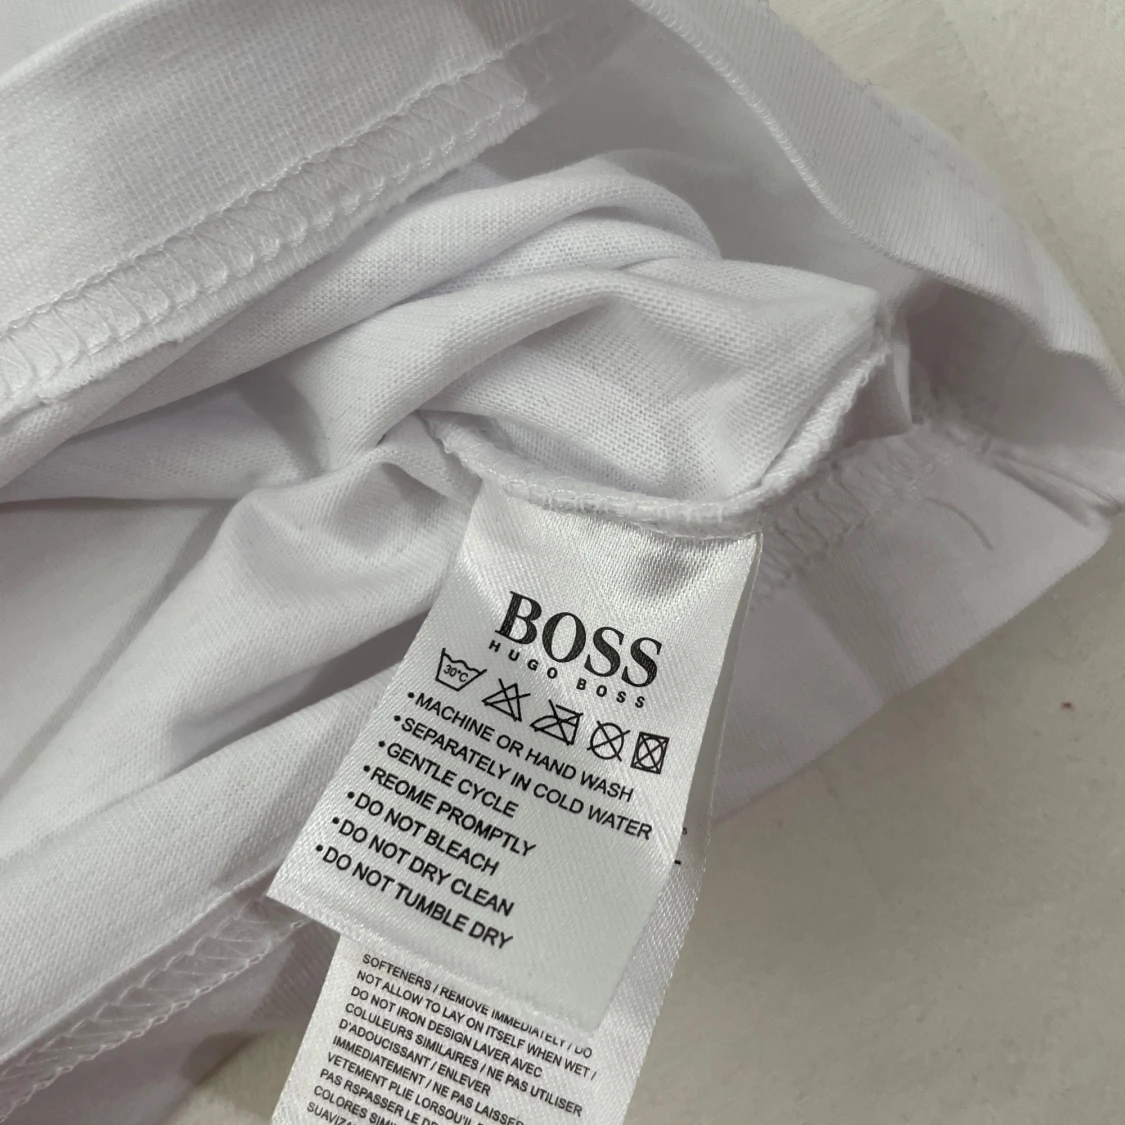 BOSS
HUGO BOSS
30°C
•MACHINE OR HAND WASH
•SEPARATELY IN COLD WATER
•GENTLE CYCLE
•REOME PROMPTLY
•DO NOT BLEACH
•DO NOT DRY CLEAN
•DO NOT TUMBLE DRY
SOFTENERS / REMOVE IMMEDIATELY / DO
NOT ALLOW TO LAY ON ITSELF WHEN WET /
DO NOT IRON DESIGN LAVER AVEC
COLULEURS SIMILAIRES / NE PAS UTILISER
D'ADOUCISSANT / ENLEVER
IMMEDIATEMENT / NE PAS LAISSER
VETEMENT PLIE LORSQU'IL
PAS RSPASSER LE
COLORES